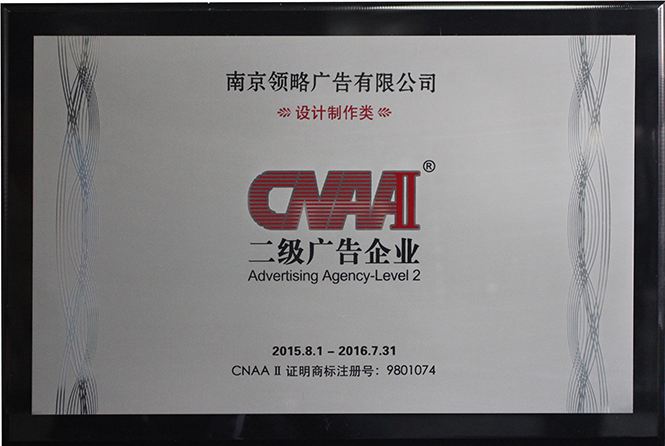 南京领略广告有限公司
设计制作类
CNAAⅡ®
二级广告企业
Advertising Agency-Level 2
2015.8.1 – 2016.7.31
CNAA Ⅱ 证明商标注册号：9801074